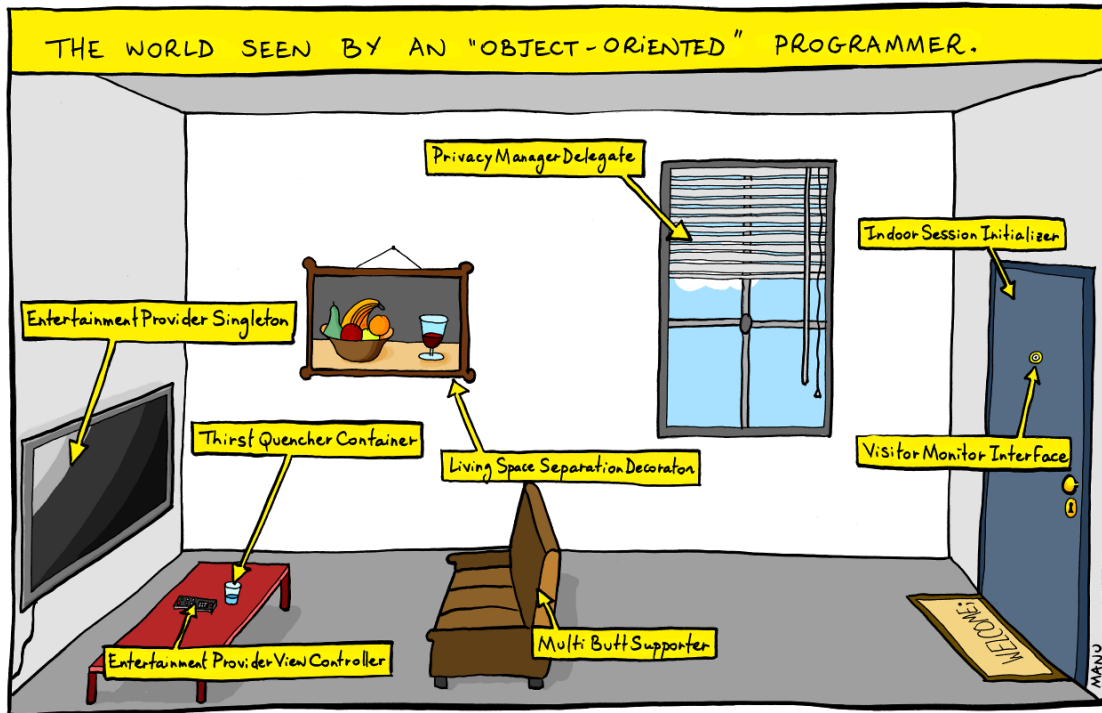 THE WORLD SEEN BY AN "OBJECT-ORIENTED" PROGRAMMER.
Privacy Manager Delegate
Indoor Session Initializer
Entertainment Provider Singleton
Thirst Quencher Container
Living Space Separation Decorator
Visitor Monitor Interface
Multi Butt Supporter
Entertainment Provider View Controller
WELCOME;
MANU